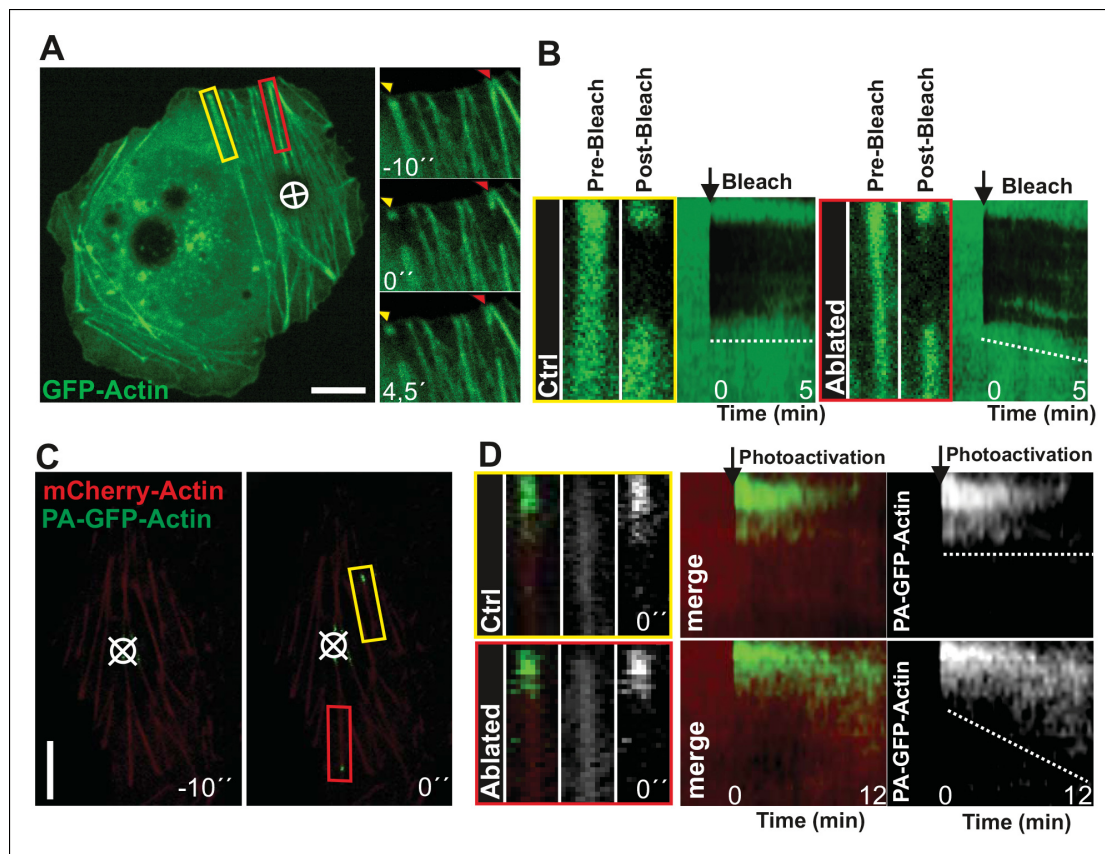 A
GFP-Actin
-10´´
0´´
4,5´
B
Pre-Bleach
Post-Bleach
Bleach
Ctrl
0
5
Time (min)
Pre-Bleach
Post-Bleach
Bleach
Ablated
0
5
Time (min)
C
mCherry-Actin
PA-GFP-Actin
-10´´
0´´
D
Photoactivation
Photoactivation
Ctrl
0´´
merge
PA-GFP-Actin
Ablated
0´´
merge
0
12
Time (min)
PA-GFP-Actin
0
12
Time (min)